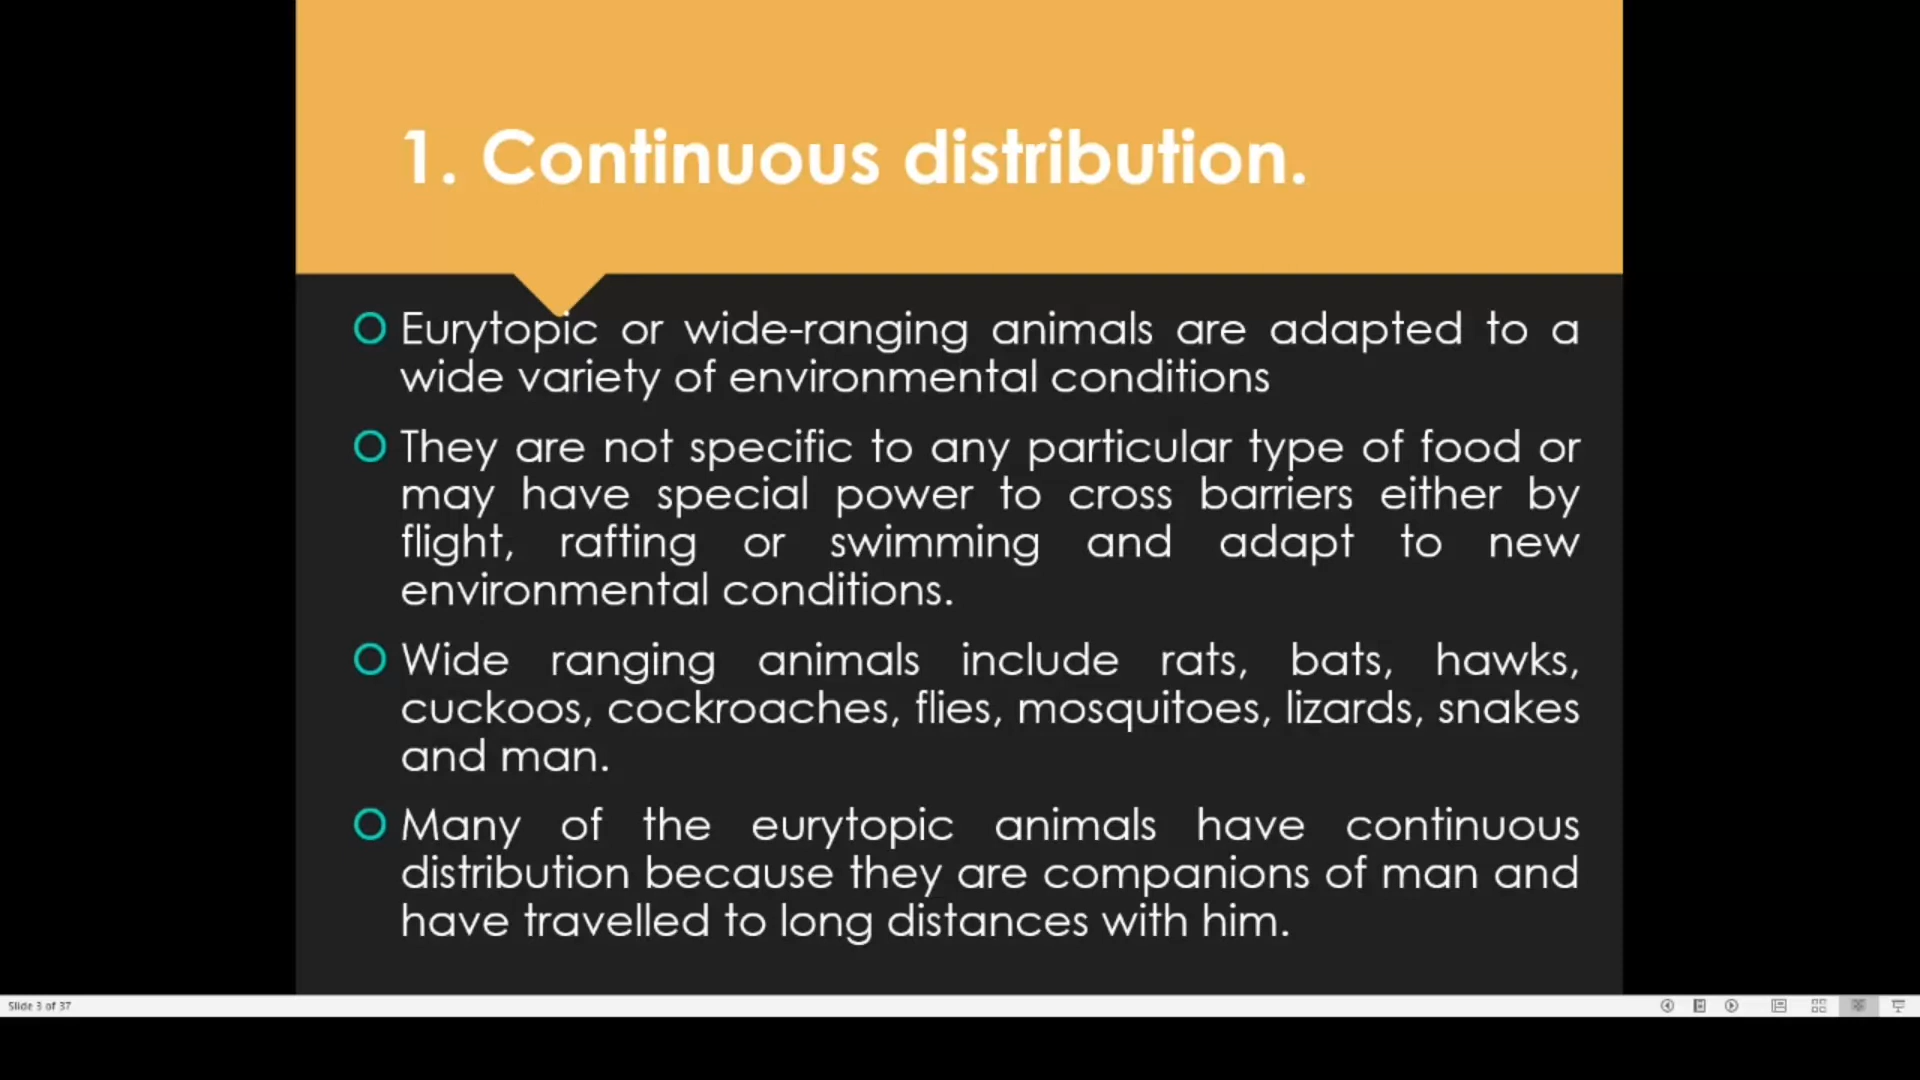 1. Continuous distribution.
Eurytopic or wide-ranging animals are adapted to a
wide variety of environmental conditions
They are not specific to any particular type of food or
may have special power to cross barriers either by
flight, rafting or swimming and adapt to new
environmental conditions.
Wide ranging animals include rats, bats, hawks,
cuckoos, cockroaches, flies, mosquitoes, lizards, snakes
and man.
Many of the eurytopic animals have continuous
distribution because they are companions of man and
have travelled to long distances with him.
Slide 3 of 37